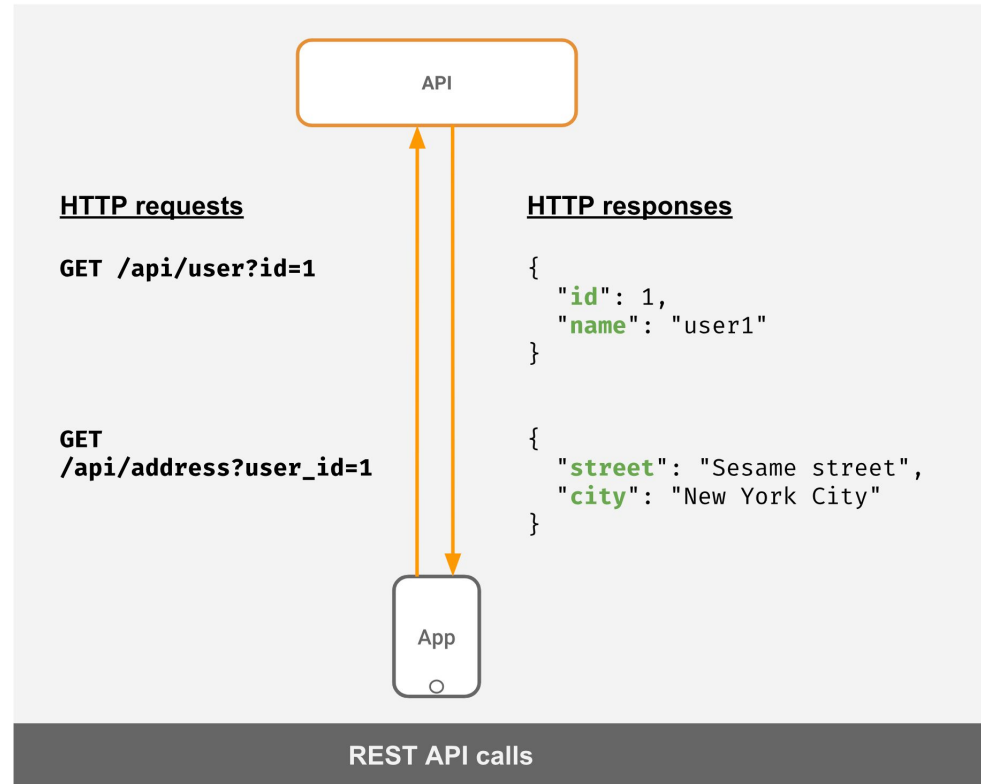 API
HTTP requests
HTTP responses
GET /api/user?id=1
{
"id": 1,
"name": "user1"
}
GET
/api/address?user_id=1
{
"street": "Sesame street",
"city": "New York City"
}
App
REST API calls